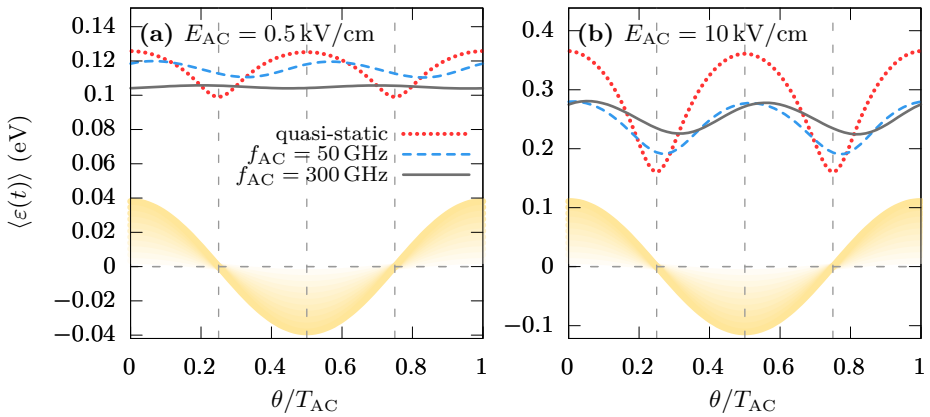 (a) E_AC = 0.5 kV/cm
(b) E_AC = 10 kV/cm
⟨ε(t)⟩ (eV)
0.14
0.12
0.1
0.08
0.06
0.04
0.02
0
−0.02
−0.04
quasi-static
f_AC = 50 GHz
f_AC = 300 GHz
0 0.2 0.4 0.6 0.8 1
θ/T_AC
0.4
0.3
0.2
0.1
0
-0.1
0 0.2 0.4 0.6 0.8 1
θ/T_AC